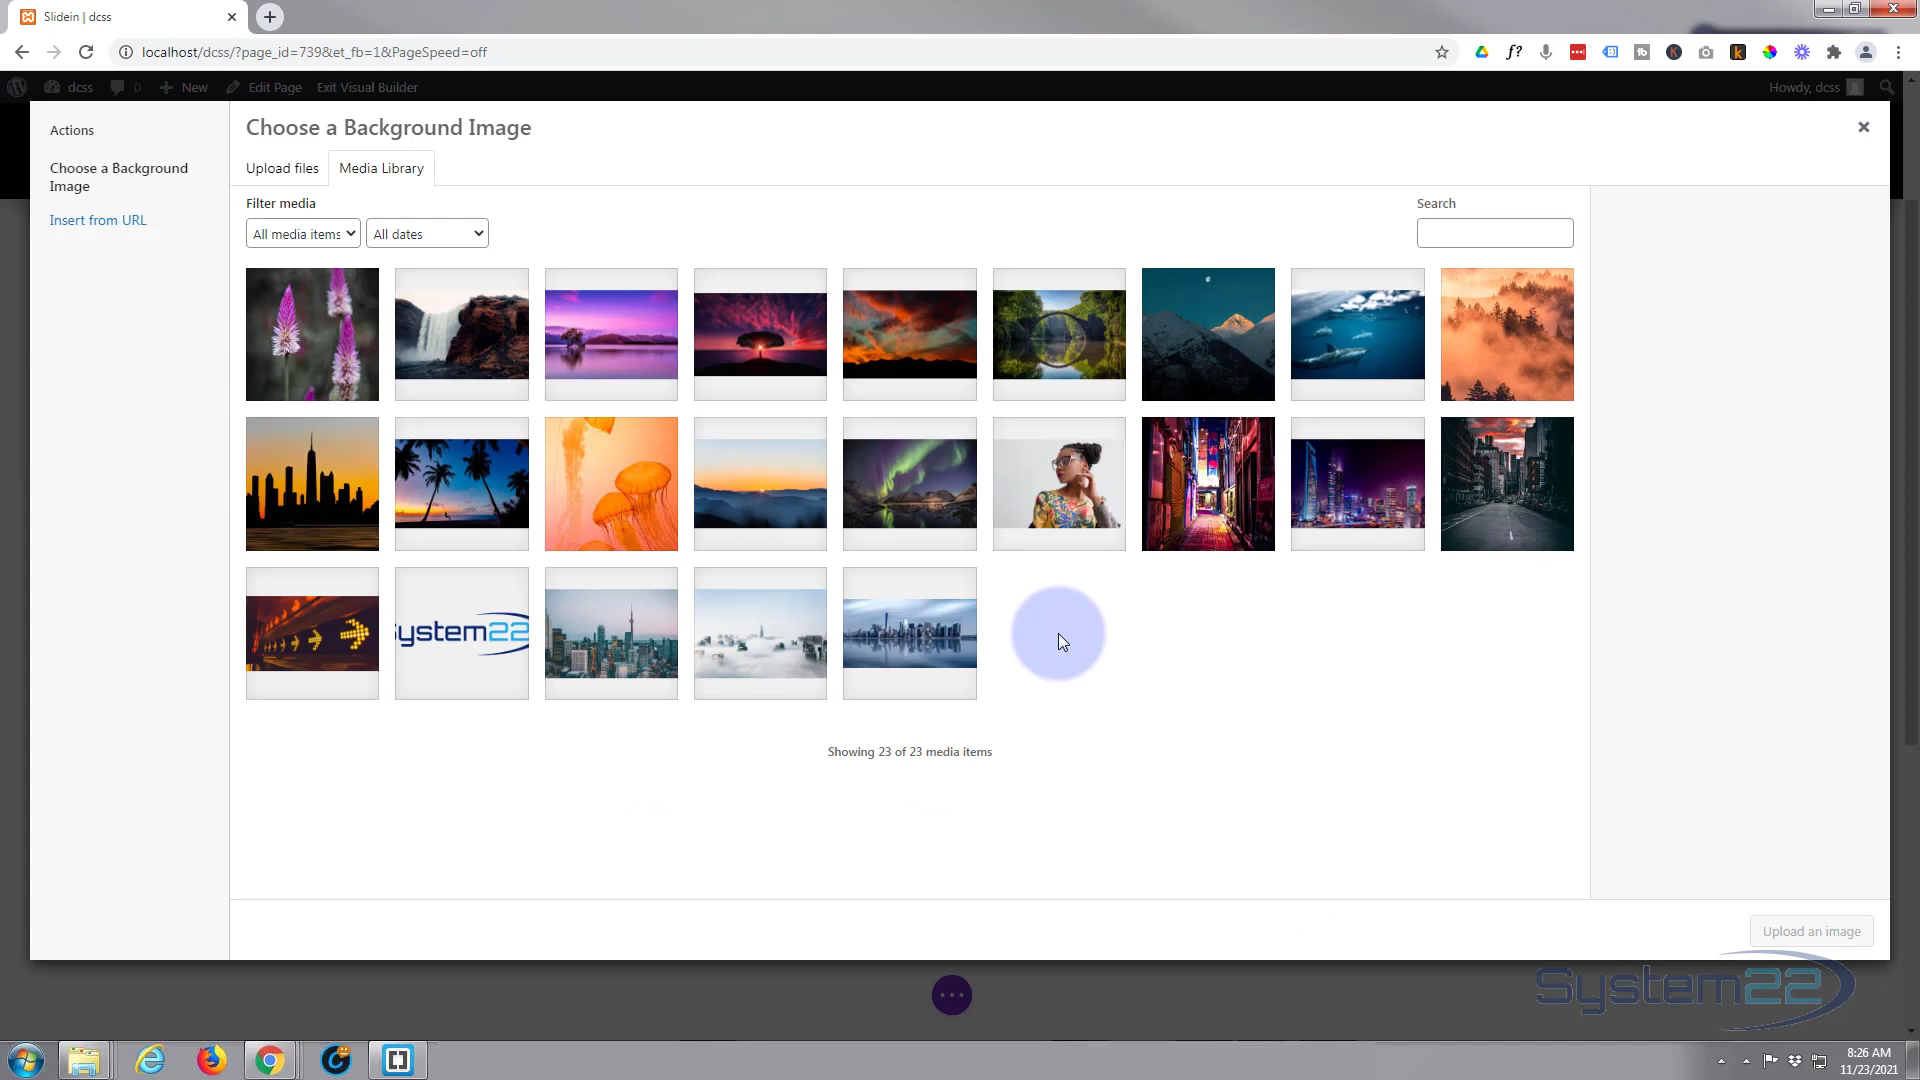 Slidein | dcss
localhost/dcss/?page_id=739&et_fb=1&PageSpeed=off
dcss 0 New Edit Page Exit Visual Builder Howdy, dcss
Actions
Choose a Background
Image
Insert from URL
Choose a Background Image
Upload files Media Library
Filter media Search
All media items All dates
ystem22
Showing 23 of 23 media items
Upload an image
System22
8:26 AM
11/23/2021